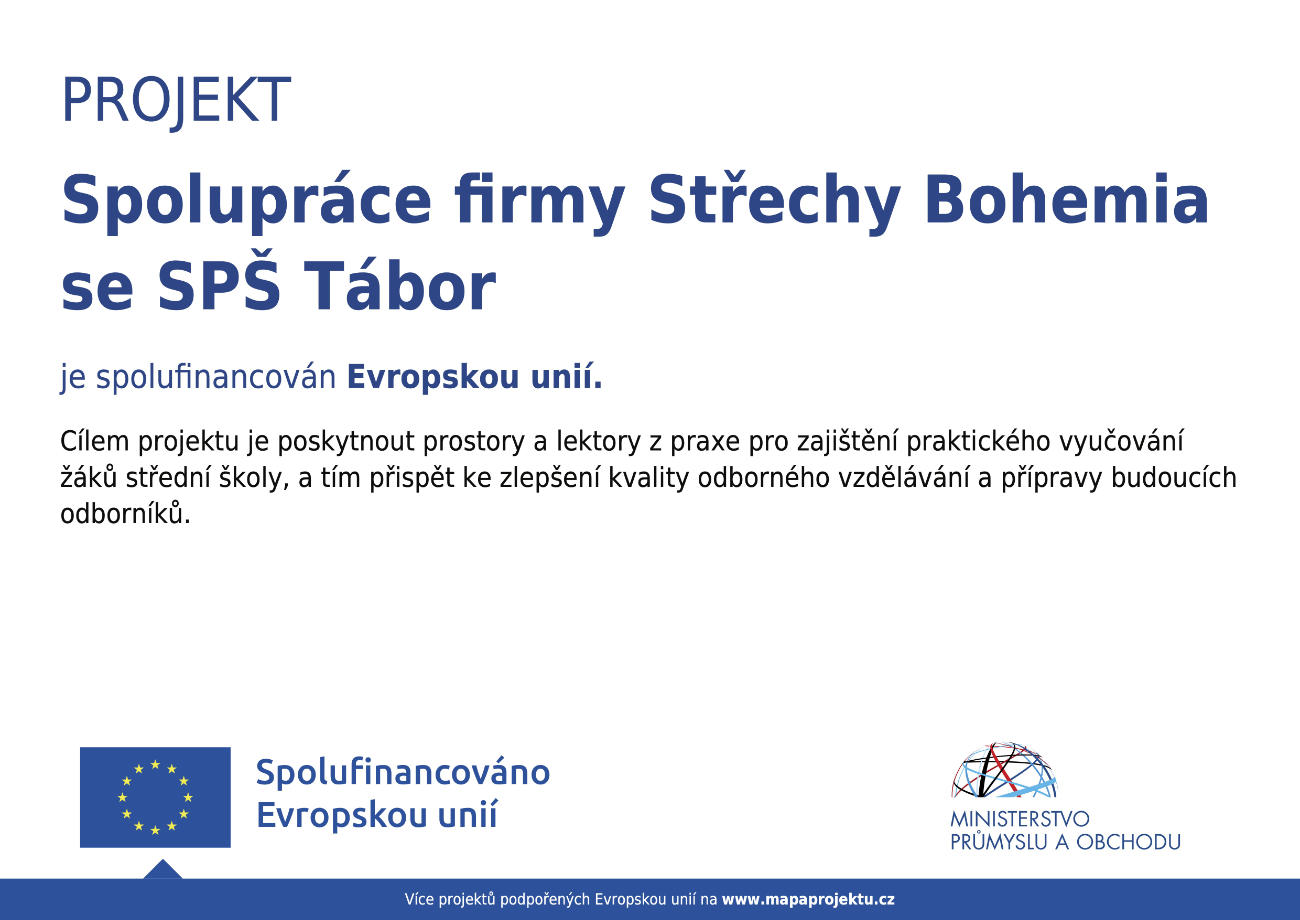 PROJEKT
Spolupráce firmy Střechy Bohemia
se SPŠ Tábor
je spolufinancován Evropskou unií.
Cílem projektu je poskytnout prostory a lektory z praxe pro zajištění praktického vyučování
žáků střední školy, a tím přispět ke zlepšení kvality odborného vzdělávání a přípravy budoucích
odborníků.
Spolufinancováno
Evropskou unií
MINISTERSTVO
PRŮMYSLU A OBCHODU
Více projektů podpořených Evropskou unií na www.mapaprojektu.cz